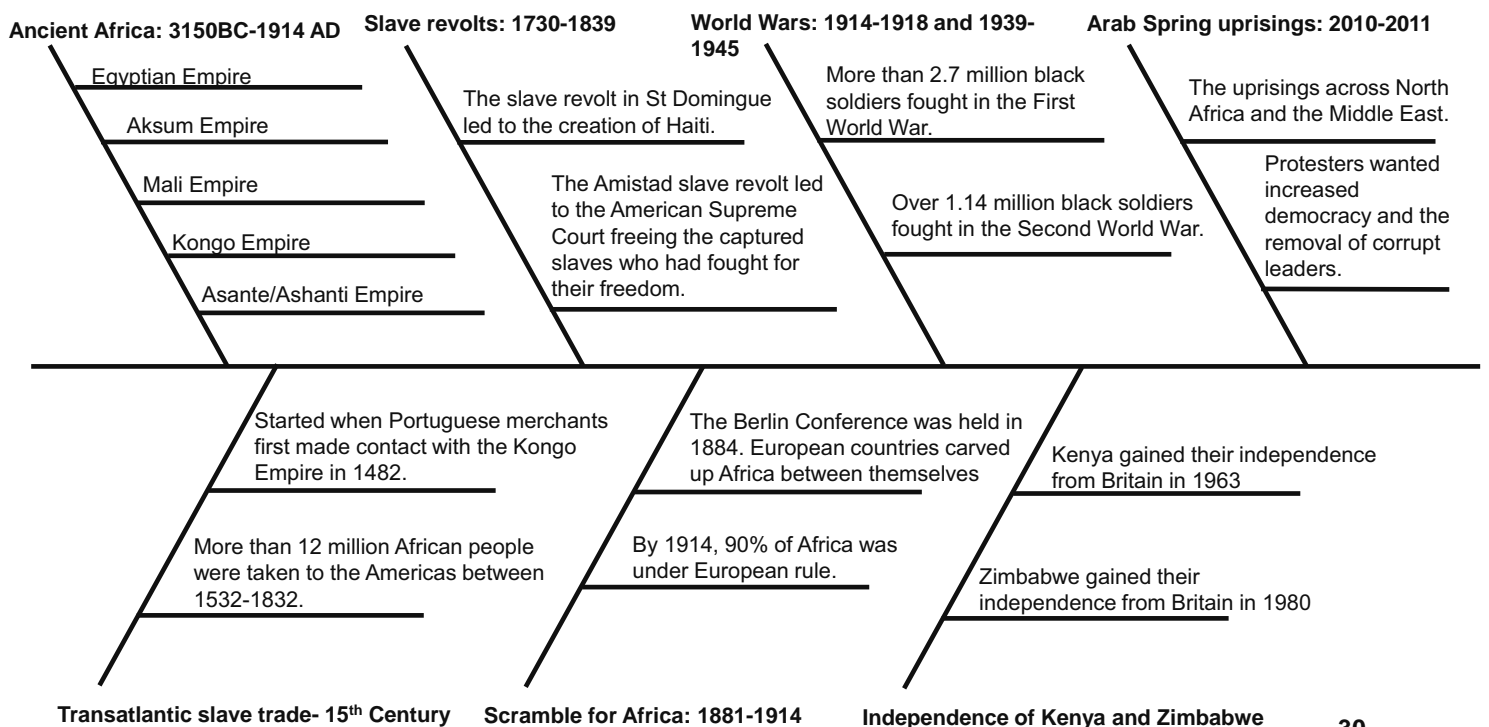 Ancient Africa: 3150BC-1914 AD
Egyptian Empire
Aksum Empire
Mali Empire
Kongo Empire
Asante/Ashanti Empire
Slave revolts: 1730-1839
The slave revolt in St Domingue
led to the creation of Haiti.
The Amistad slave revolt led
to the American Supreme
Court freeing the captured
slaves who had fought for
their freedom.
World Wars: 1914-1918 and 1939-
1945
More than 2.7 million black
soldiers fought in the First
World War.
Over 1.14 million black soldiers
fought in the Second World War.
Arab Spring uprisings: 2010-2011
The uprisings across North
Africa and the Middle East.
Protesters wanted
increased
democracy and the
removal of corrupt
leaders.
Started when Portuguese merchants
first made contact with the Kongo
Empire in 1482.
More than 12 million African people
were taken to the Americas between
1532-1832.
Transatlantic slave trade- 15th Century
The Berlin Conference was held in
1884. European countries carved
up Africa between themselves
By 1914, 90% of Africa was
under European rule.
Scramble for Africa: 1881-1914
Kenya gained their independence
from Britain in 1963
Zimbabwe gained their
independence from Britain in 1980
Independence of Kenya and Zimbabwe